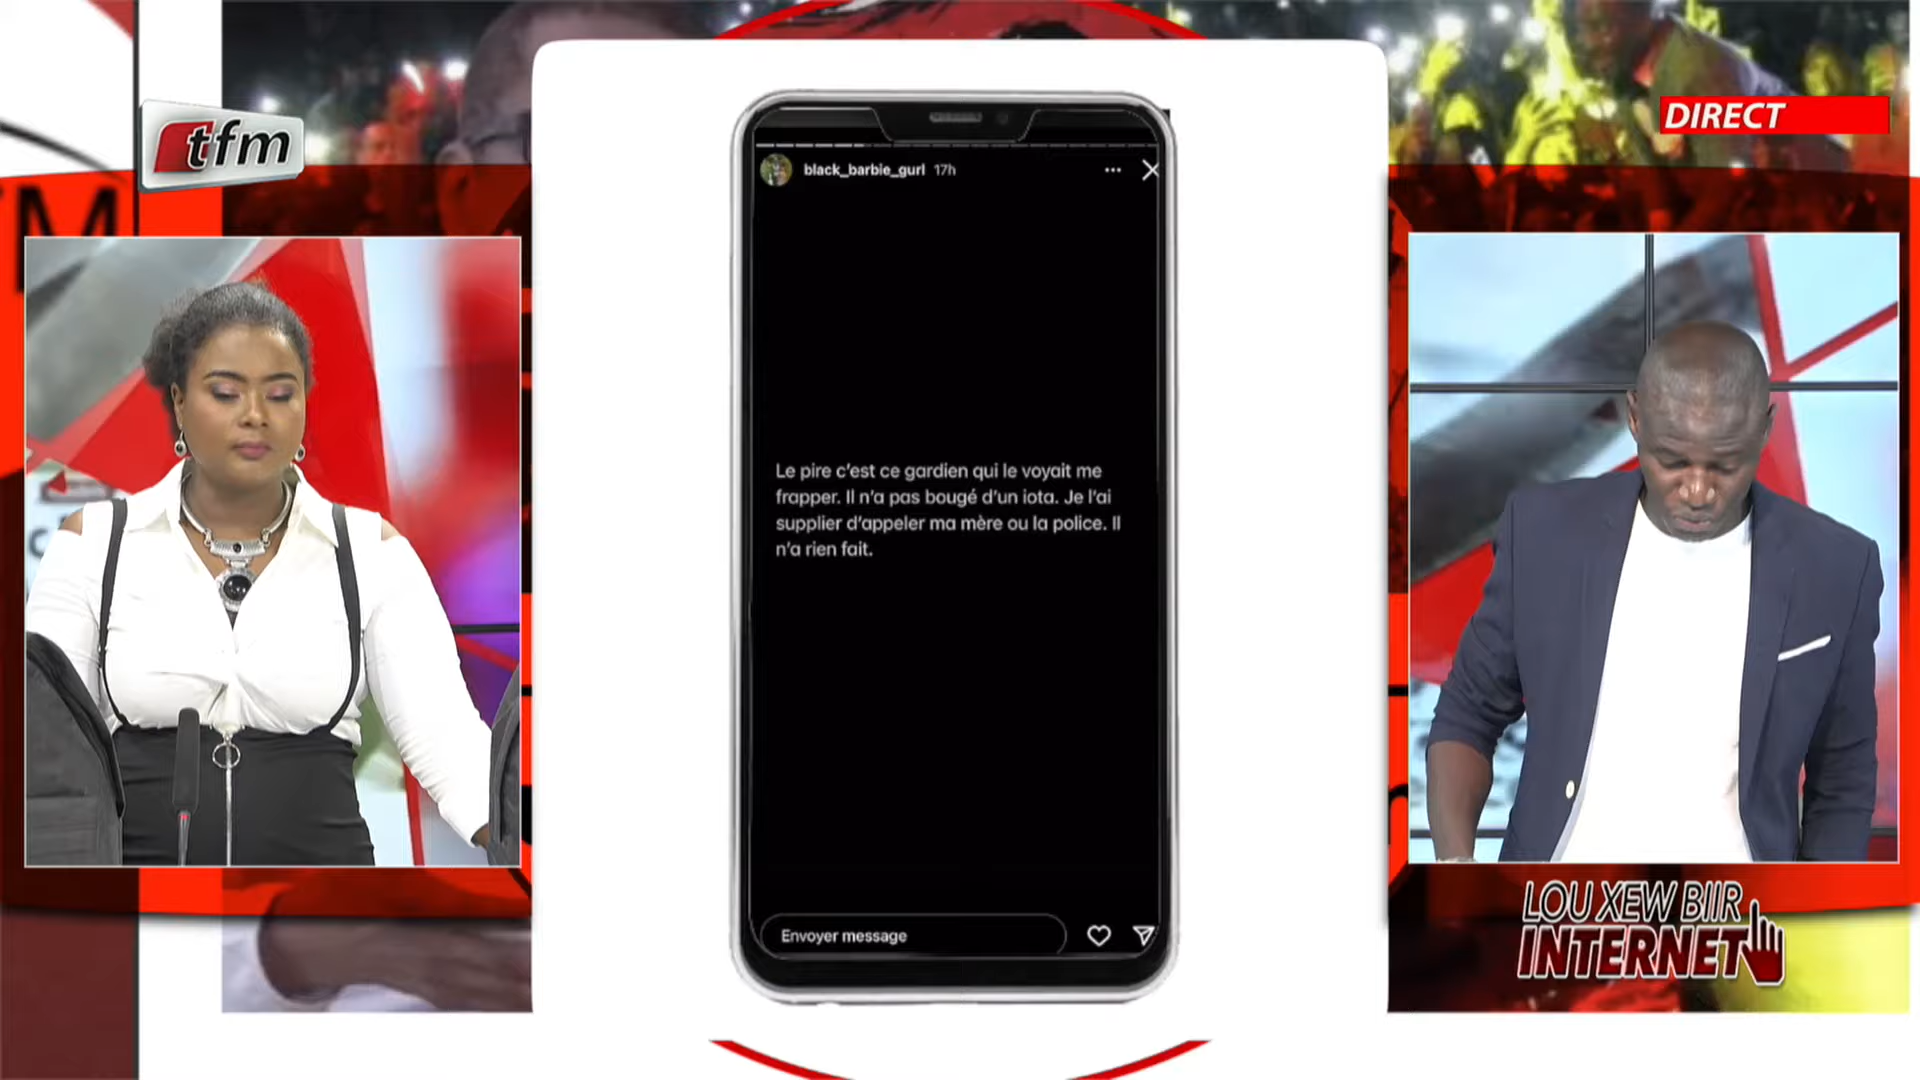 tfm
DIRECT
black_barbie_gurl 17h
Le pire c'est ce gardien qui le voyait me
frapper. Il n'a pas bougé d'un iota. Je l'ai
supplier d'appeler ma mère ou la police. Il
n'a rien fait.
Envoyer message
LOU XEW BIIR
INTERNET